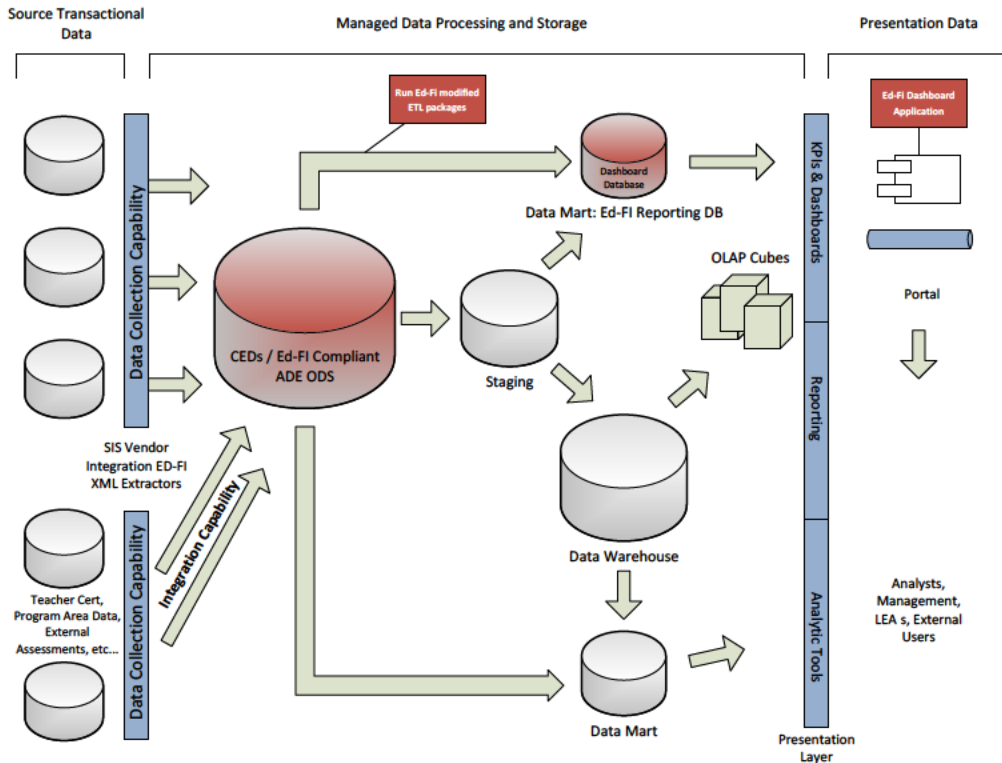 Source Transactional
Data
Managed Data Processing and Storage
Presentation Data
Run Ed-Fi modified
ETL packages
Ed-Fi Dashboard
Application
Data Collection Capability
Dashboard
Database
Data Mart: Ed-FI Reporting DB
KPIs & Dashboards
OLAP Cubes
Portal
CEDs / Ed-FI Compliant
ADE ODS
Staging
Reporting
SIS Vendor
Integration ED-FI
XML Extractors
Integration Capability
Data Collection Capability
Data Warehouse
Teacher Cert,
Program Area Data,
External
Assessments, etc...
Analytic Tools
Analysts,
Management,
LEA s, External
Users
Data Mart
Presentation
Layer